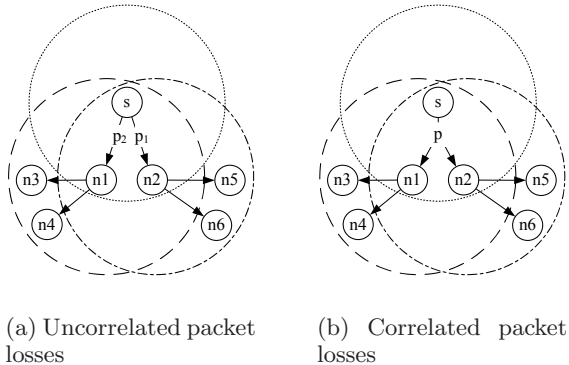 s
p₂ p₁
n3 n1 n2 n5
n4 n6
s
p
n3 n1 n2 n5
n4 n6
(a) Uncorrelated packet
losses
(b) Correlated packet
losses